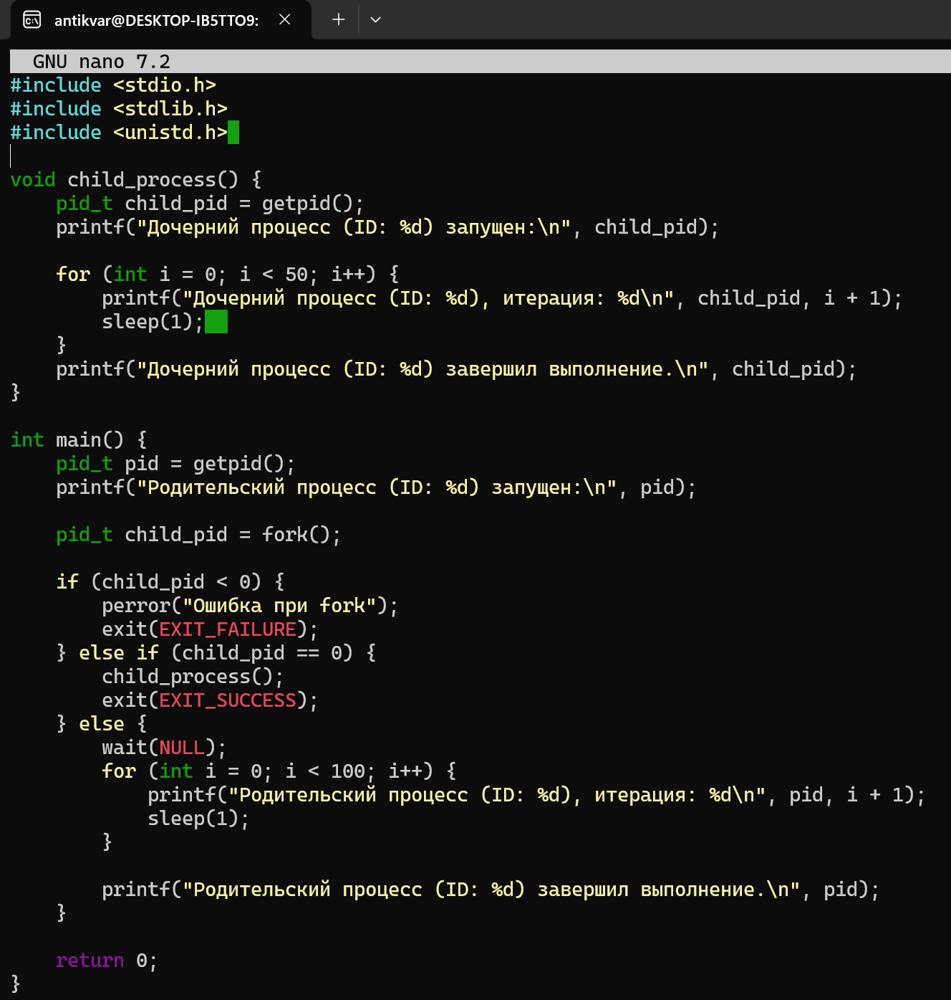 antikvar@DESKTOP-IB5TTO9:
GNU nano 7.2
#include <stdio.h>
#include <stdlib.h>
#include <unistd.h>
void child_process() {
    pid_t child_pid = getpid();
    printf("Дочерний процесс (ID: %d) запущен:\n", child_pid);
    for (int i = 0; i < 50; i++) {
        printf("Дочерний процесс (ID: %d), итерация: %d\n", child_pid, i + 1);
        sleep(1);
    }
    printf("Дочерний процесс (ID: %d) завершил выполнение.\n", child_pid);
}
int main() {
    pid_t pid = getpid();
    printf("Родительский процесс (ID: %d) запущен:\n", pid);
    pid_t child_pid = fork();
    if (child_pid < 0) {
        perror("Ошибка при fork");
        exit(EXIT_FAILURE);
    } else if (child_pid == 0) {
        child_process();
        exit(EXIT_SUCCESS);
    } else {
        wait(NULL);
        for (int i = 0; i < 100; i++) {
            printf("Родительский процесс (ID: %d), итерация: %d\n", pid, i + 1);
            sleep(1);
        }
        printf("Родительский процесс (ID: %d) завершил выполнение.\n", pid);
    }
    return 0;
}